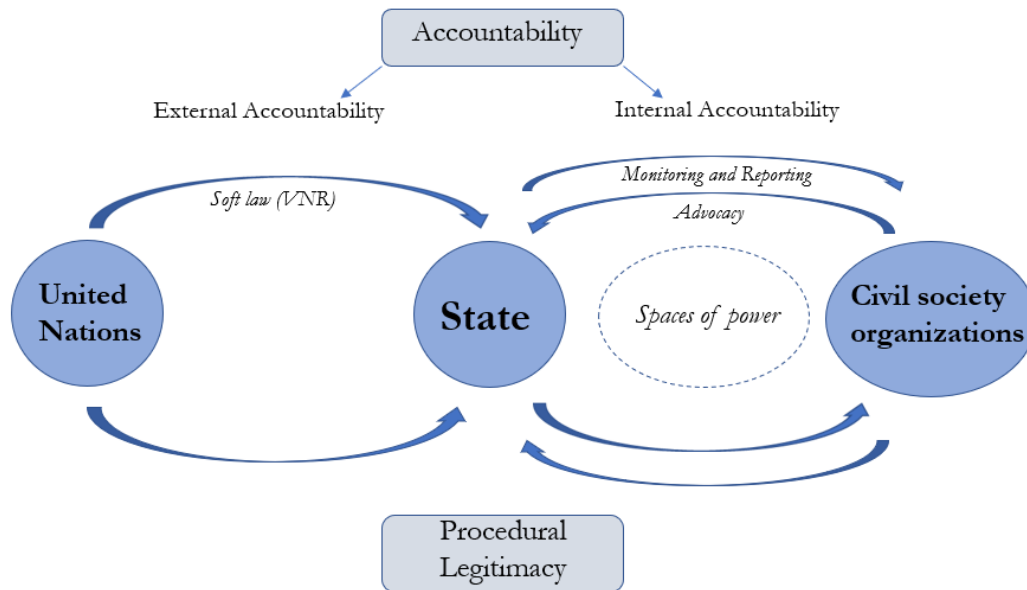 Accountability
External Accountability
Internal Accountability
Monitoring and Reporting
Soft law (VNR)
Advocacy
United
Nations
State
Spaces of power
Civil society
organizations
Procedural
Legitimacy